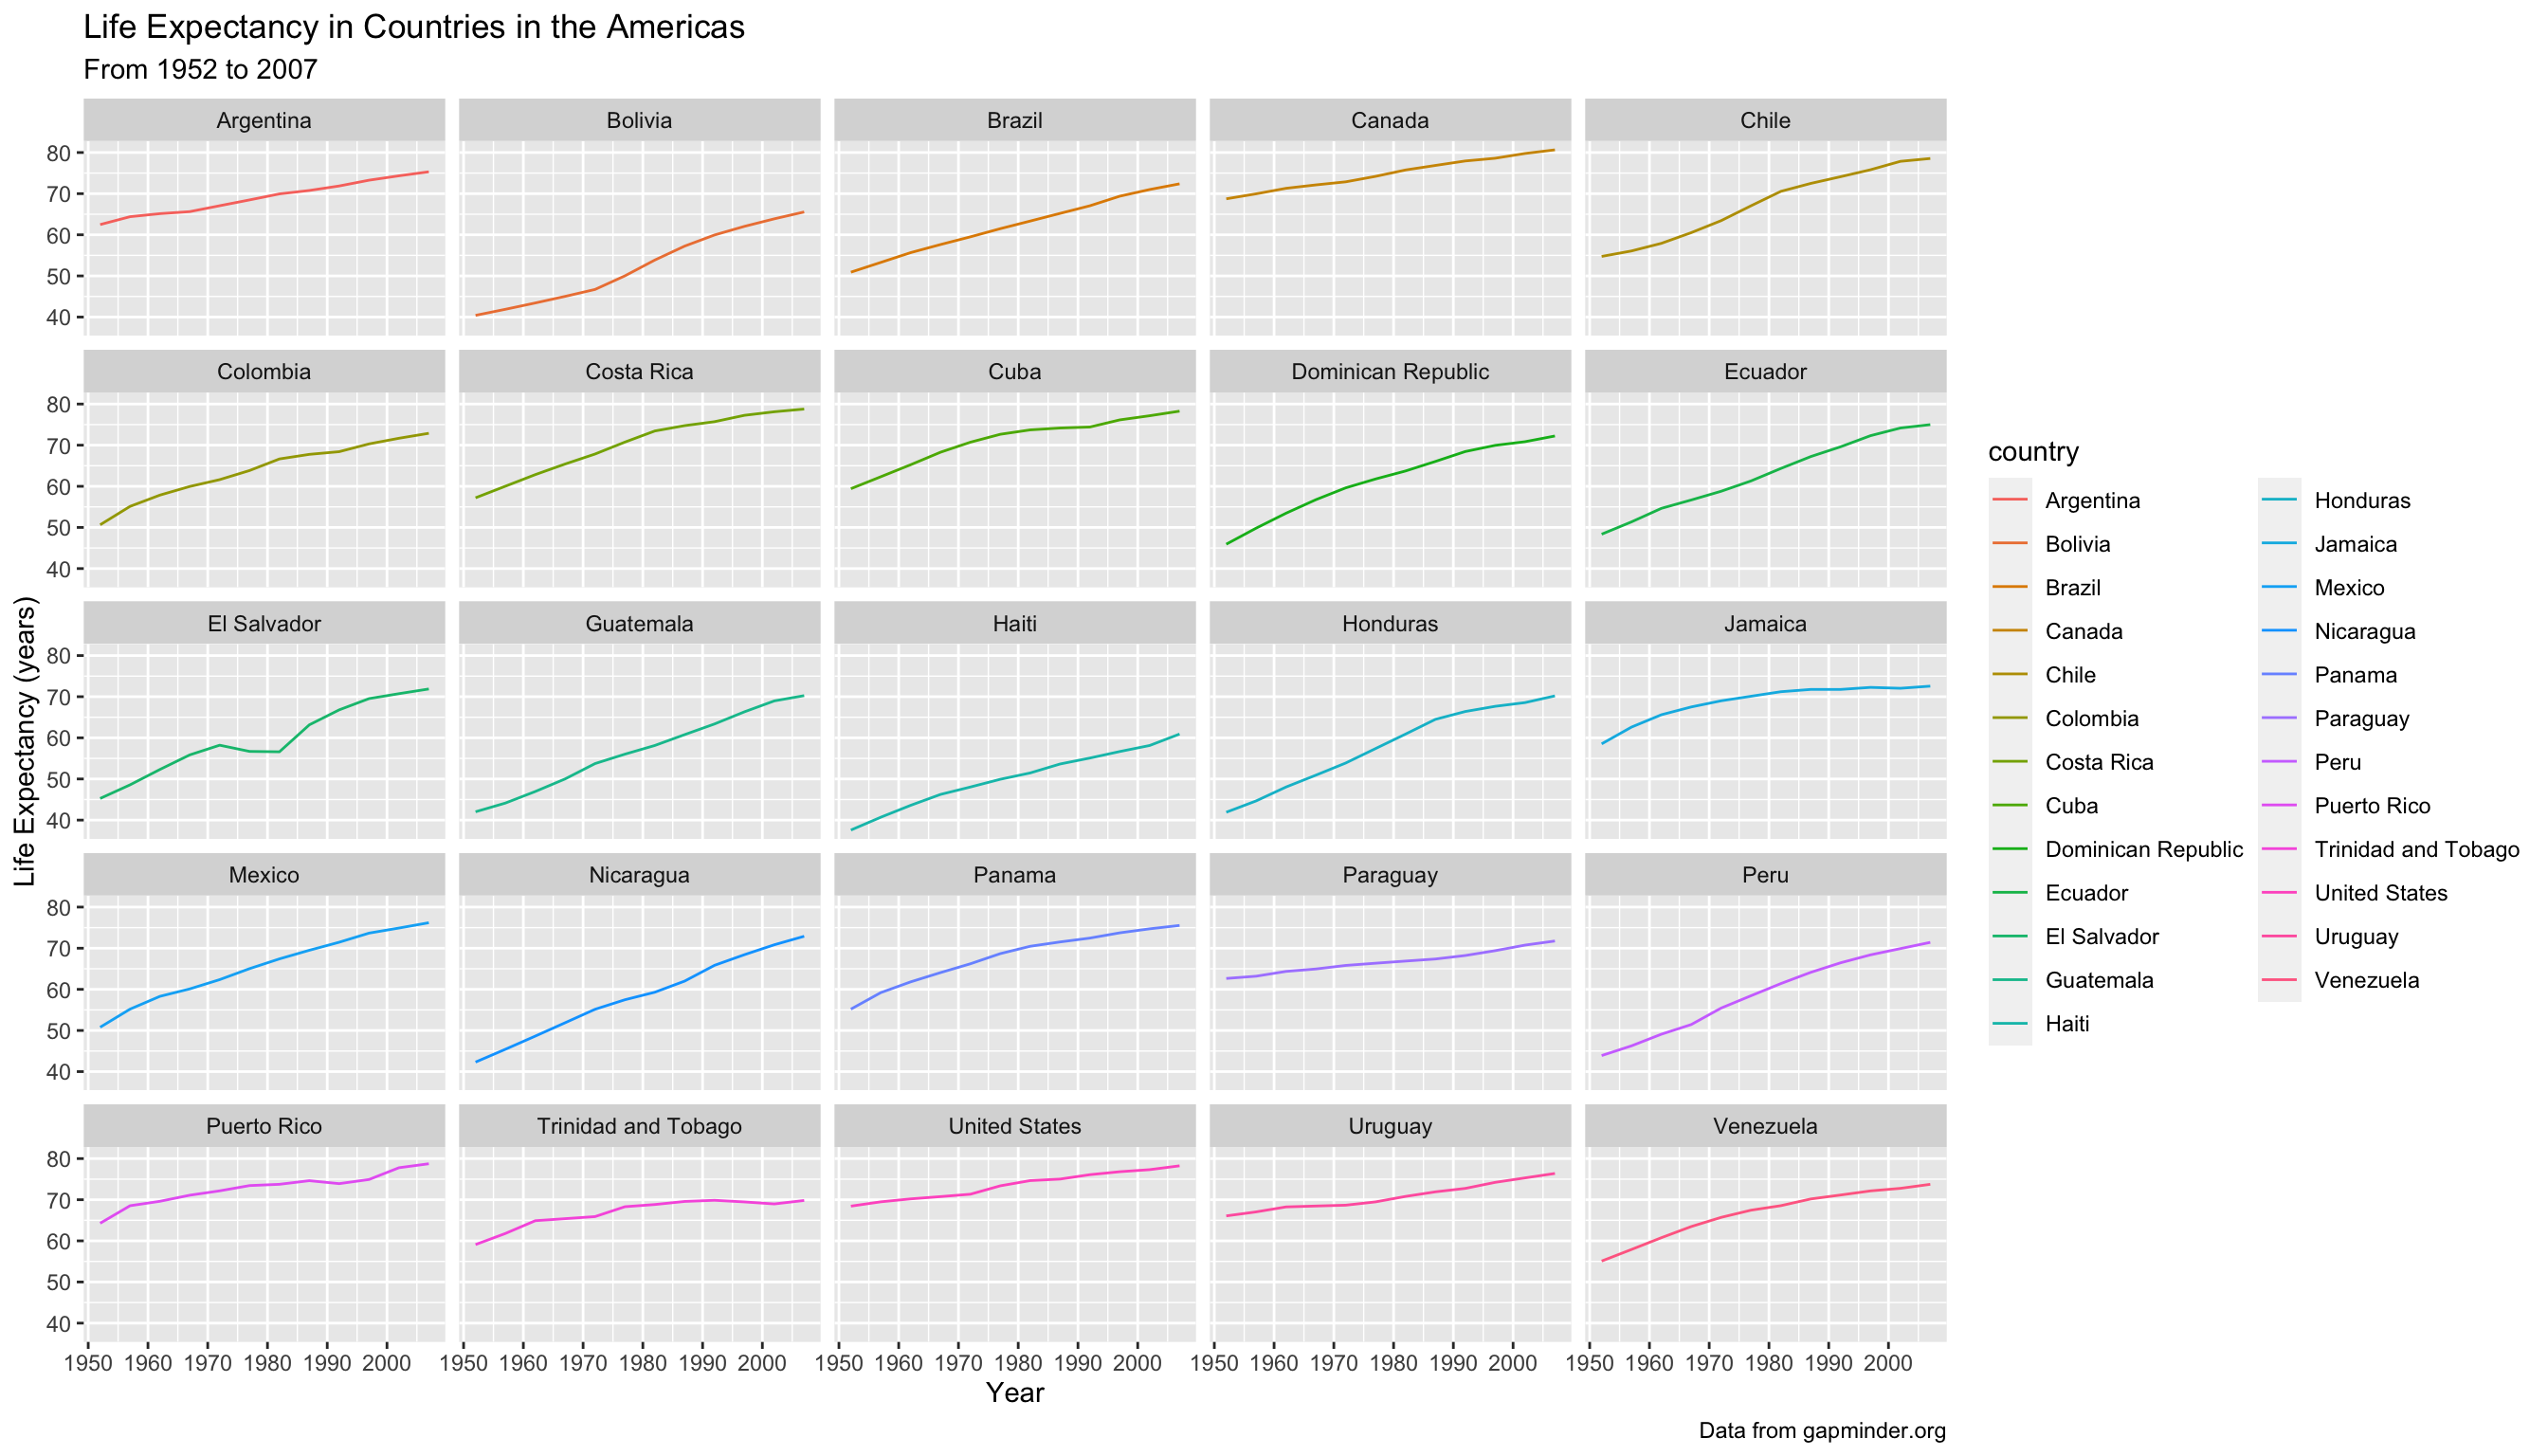 Life Expectancy in Countries in the Americas
From 1952 to 2007
Argentina Bolivia Brazil Canada Chile
80
70
60
50
40
Colombia Costa Rica Cuba Dominican Republic Ecuador
80
70
60
50
40
El Salvador Guatemala Haiti Honduras Jamaica
80
70
60
50
40
Mexico Nicaragua Panama Paraguay Peru
80
70
60
50
40
Puerto Rico Trinidad and Tobago United States Uruguay Venezuela
80
70
60
50
40
1950 1960 1970 1980 1990 2000 1950 1960 1970 1980 1990 2000 1950 1960 1970 1980 1990 2000 1950 1960 1970 1980 1990 2000 1950 1960 1970 1980 1990 2000
Life Expectancy (years)
Year
country
Argentina
Bolivia
Brazil
Canada
Chile
Colombia
Costa Rica
Cuba
Dominican Republic
Ecuador
El Salvador
Guatemala
Haiti
Honduras
Jamaica
Mexico
Nicaragua
Panama
Paraguay
Peru
Puerto Rico
Trinidad and Tobago
United States
Uruguay
Venezuela
Data from gapminder.org